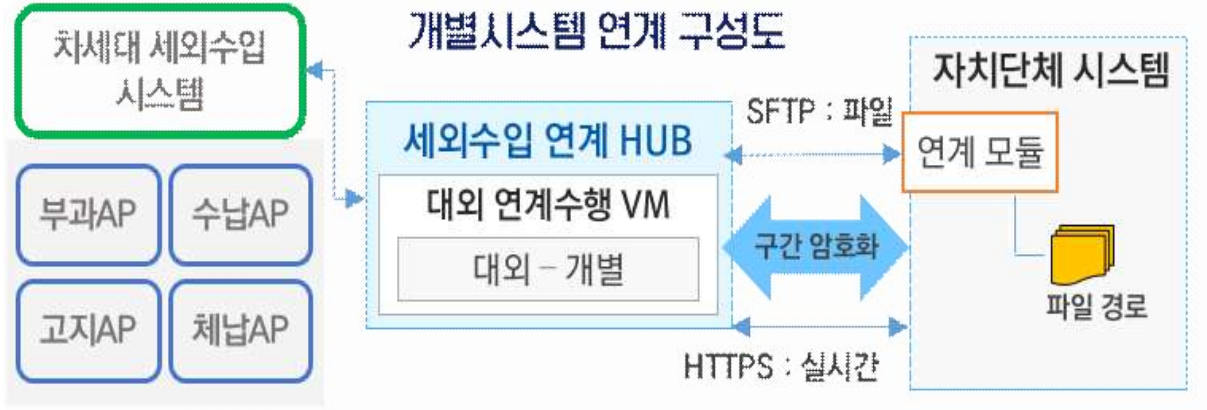 개별시스템 연계 구성도
차세대 세외수입
시스템
부과AP
수납AP
고지AP
체납AP
세외수입 연계 HUB
대외 연계수행 VM
대외 – 개별
SFTP : 파일
구간 암호화
HTTPS : 실시간
자치단체 시스템
연계 모듈
파일 경로